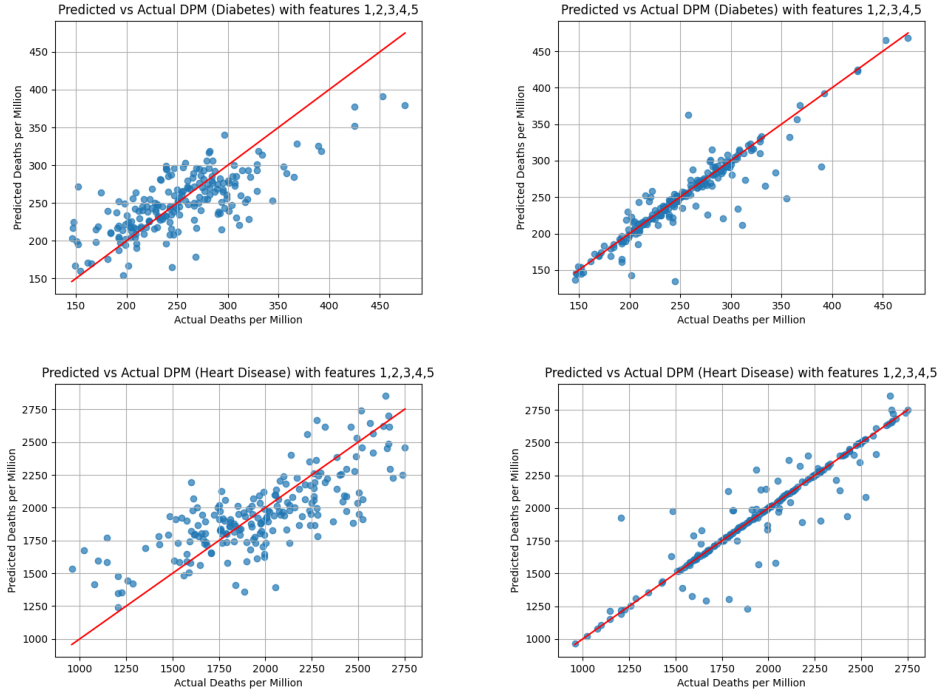 Predicted vs Actual DPM (Diabetes) with features 1,2,3,4,5
Predicted Deaths per Million
450
400
350
300
250
200
150
150 200 250 300 350 400 450
Actual Deaths per Million
Predicted vs Actual DPM (Diabetes) with features 1,2,3,4,5
Predicted Deaths per Million
450
400
350
300
250
200
150
150 200 250 300 350 400 450
Actual Deaths per Million
Predicted vs Actual DPM (Heart Disease) with features 1,2,3,4,5
Predicted Deaths per Million
2750
2500
2250
2000
1750
1500
1250
1000
1000 1250 1500 1750 2000 2250 2500 2750
Actual Deaths per Million
Predicted vs Actual DPM (Heart Disease) with features 1,2,3,4,5
Predicted Deaths per Million
2750
2500
2250
2000
1750
1500
1250
1000
1000 1250 1500 1750 2000 2250 2500 2750
Actual Deaths per Million